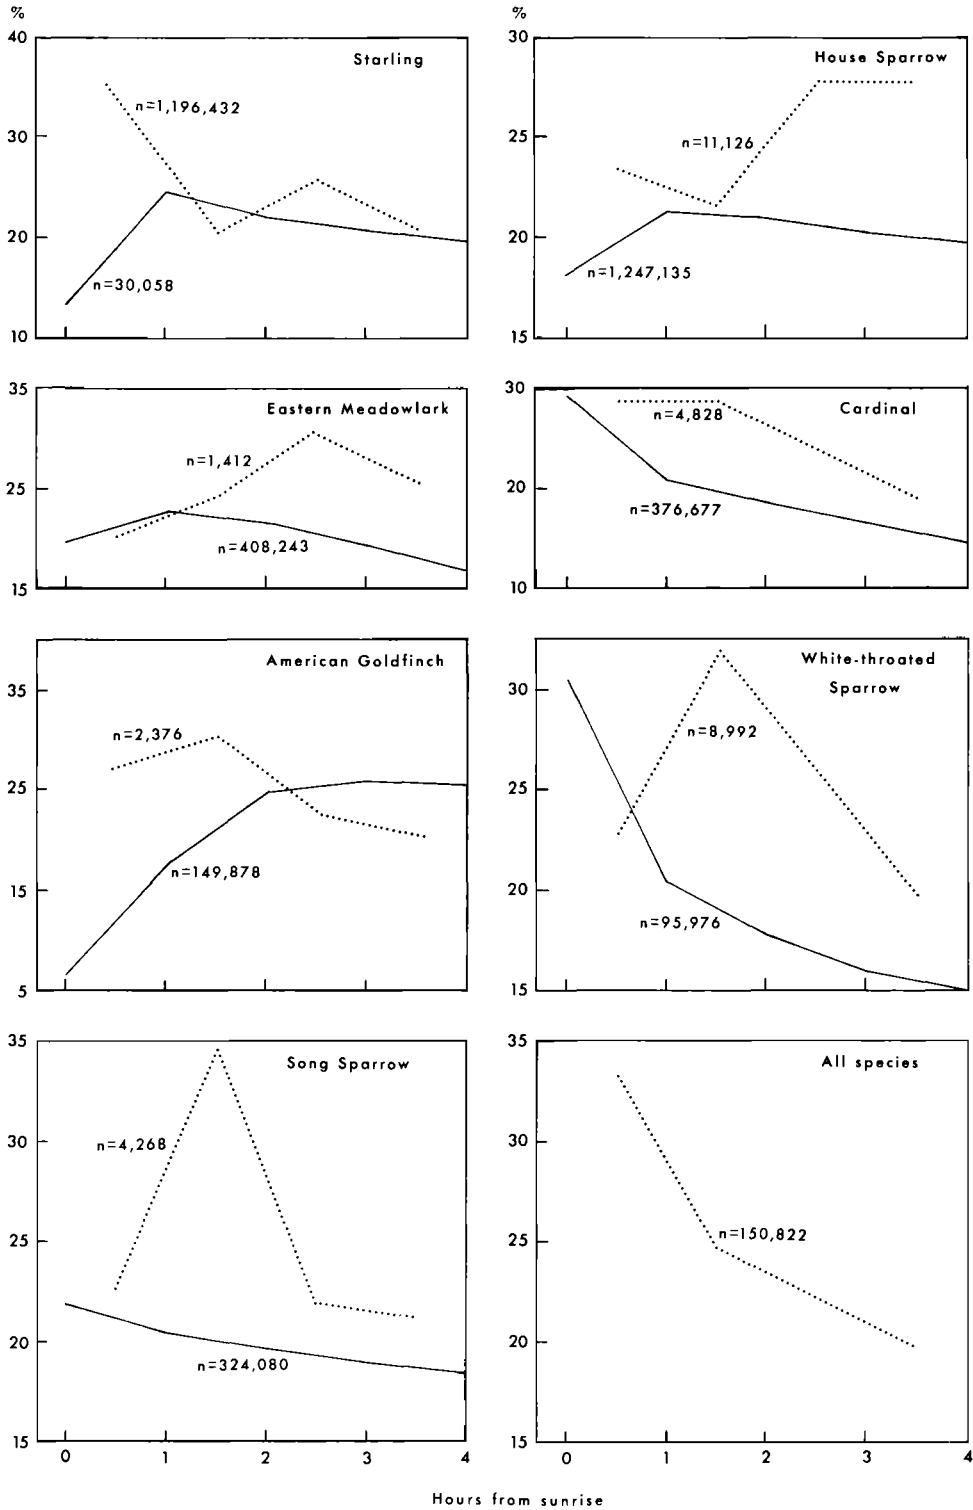 %
40
30
20
10
Starling
n=1,196,432
n=30,058
%
30
25
20
15
House Sparrow
n=11,126
n=1,247,135
35
25
15
Eastern Meadowlark
n=1,412
n=408,243
30
20
10
Cardinal
n=4,828
n=376,677
35
25
15
5
American Goldfinch
n=2,376
n=149,878
30
25
20
15
White-throated
Sparrow
n=8,992
n=95,976
35
30
25
20
15
Song Sparrow
n=4,268
n=324,080
0 1 2 3 4
35
30
25
20
15
All species
n=150,822
0 1 2 3 4
Hours from sunrise